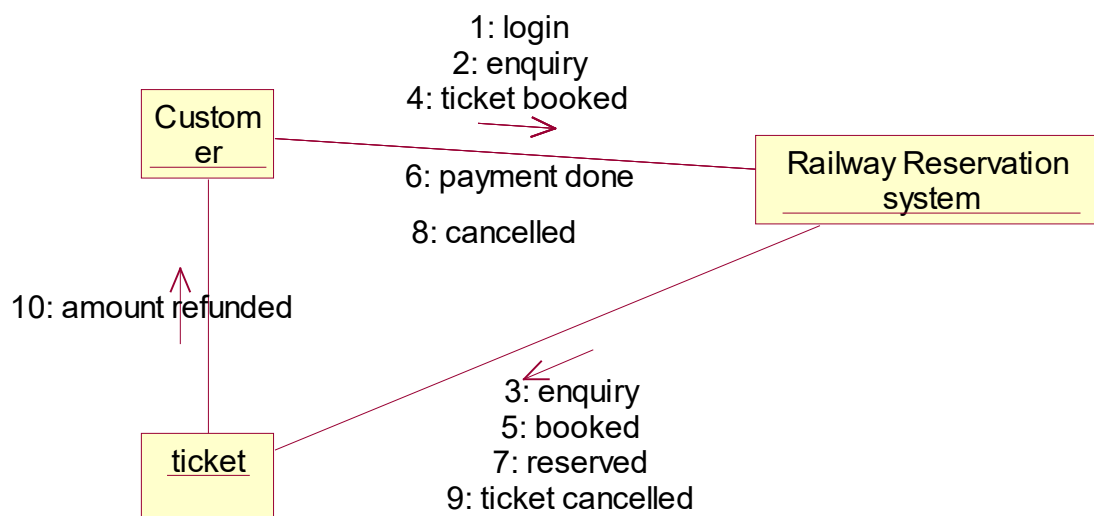 1: login
2: enquiry
4: ticket booked
Custom
er
Railway Reservation
system
6: payment done
8: cancelled
10: amount refunded
3: enquiry
5: booked
7: reserved
9: ticket cancelled
ticket